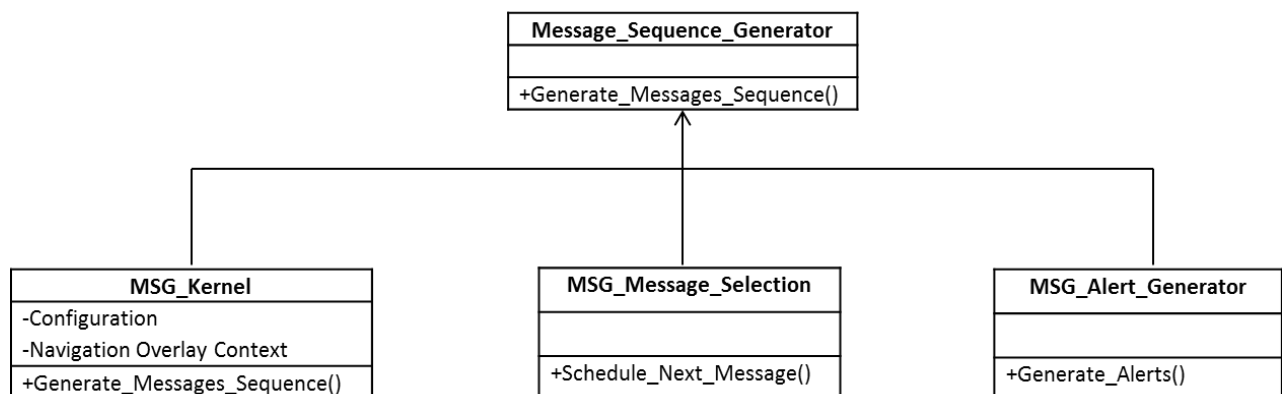 Message_Sequence_Generator
+Generate_Messages_Sequence()
MSG_Kernel
-Configuration
-Navigation Overlay Context
+Generate_Messages_Sequence()
MSG_Message_Selection
+Schedule_Next_Message()
MSG_Alert_Generator
+Generate_Alerts()